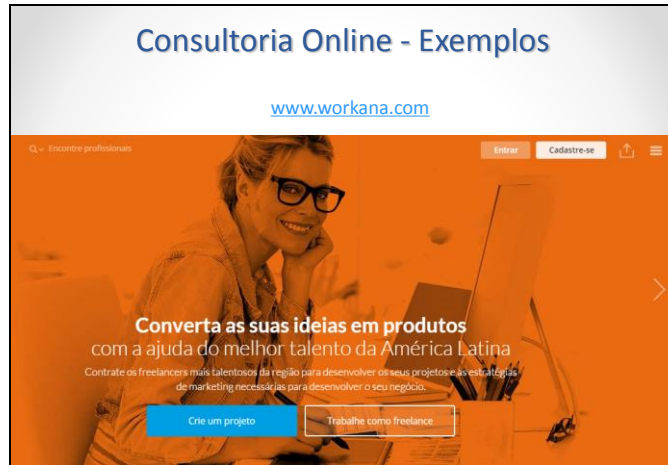 Consultoria Online - Exemplos
www.workana.com
Encontre profissionais
Entrar
Cadastre-se
Converta as suas ideias em produtos
com a ajuda do melhor talento da América Latina
Contrate os freelancers mais talentosos da região para desenvolver os seus projetos e as estratégias
de marketing necessárias para desenvolver o seu negócio.
Crie um projeto
Trabalhe como freelance